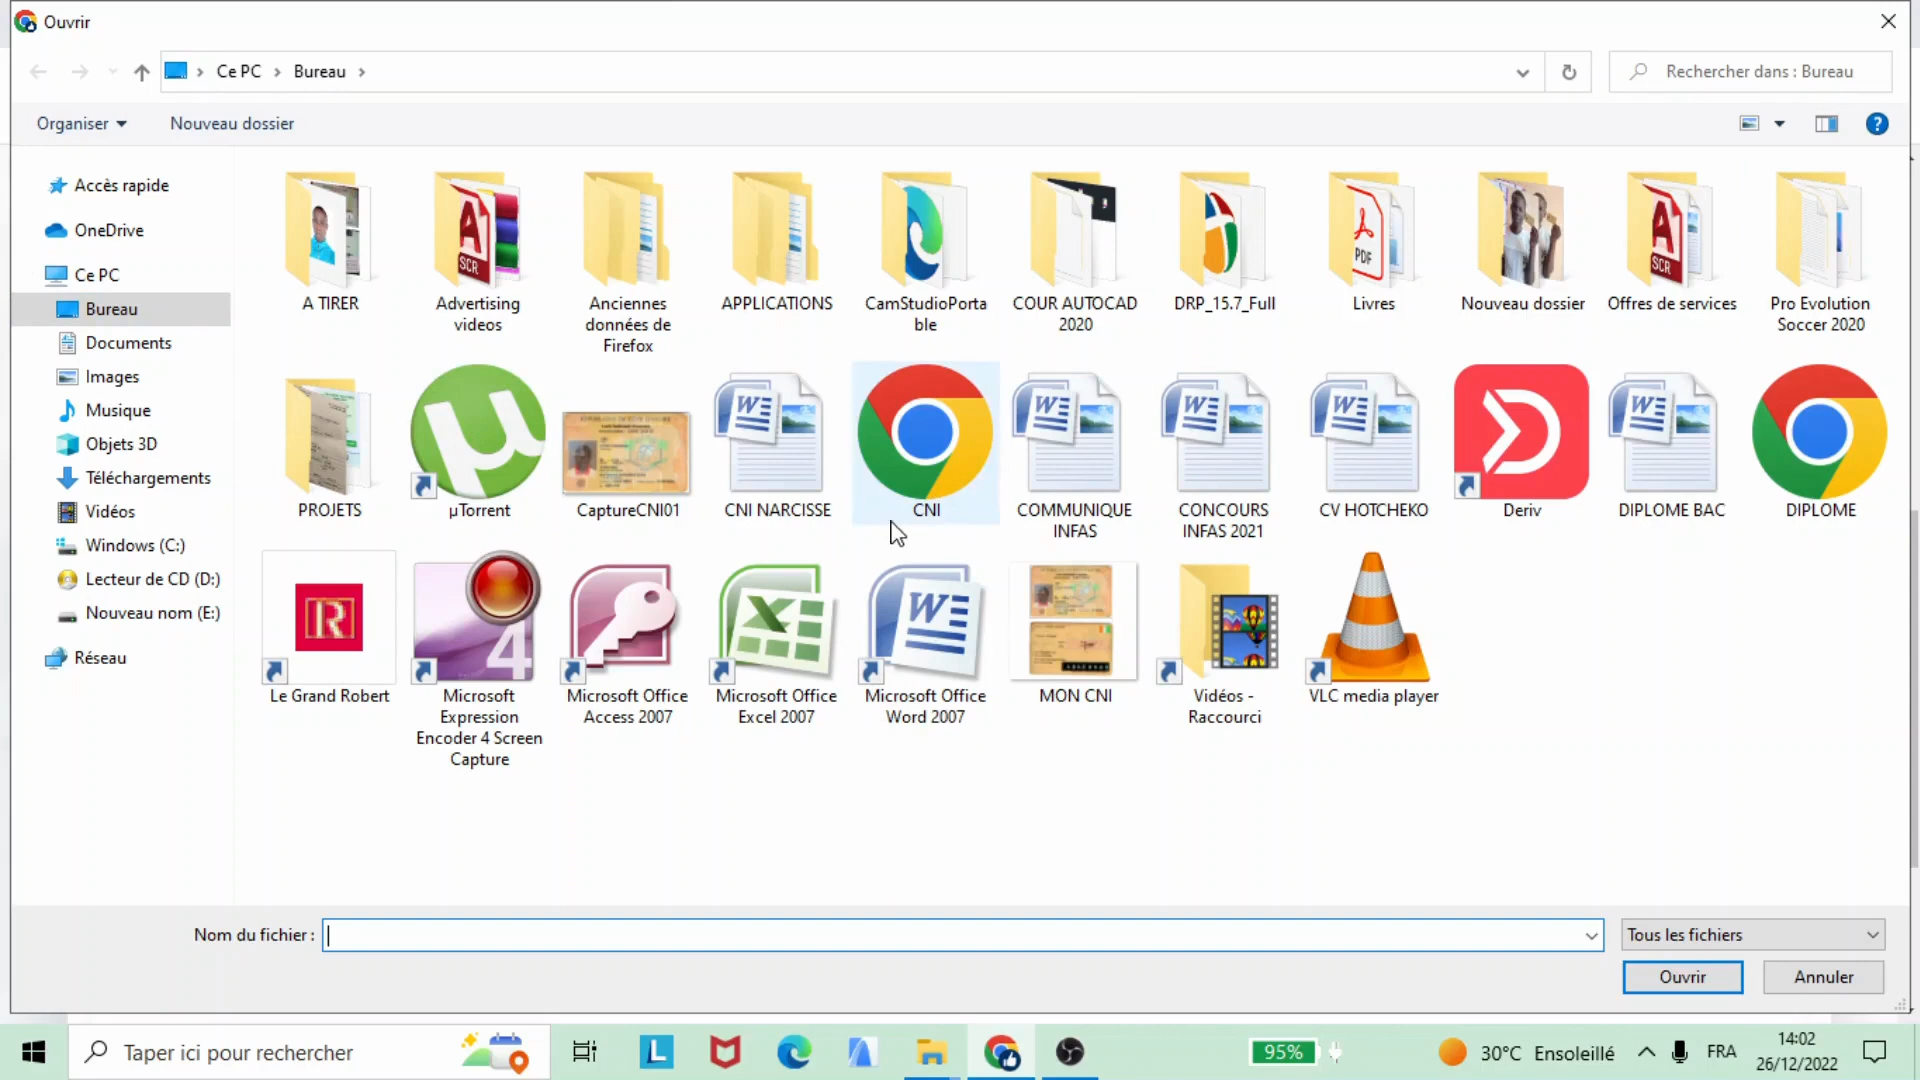 Ouvrir
Ce PC
Bureau
Rechercher dans : Bureau
Organiser
Nouveau dossier
Accès rapide
OneDrive
Ce PC
Bureau
Documents
Images
Musique
Objets 3D
Téléchargements
Vidéos
Windows (C:)
Lecteur de CD (D:)
Nouveau nom (E:)
Réseau
SCR
PDF
SCR
A TIRER
Advertising
videos
Anciennes
données de
Firefox
APPLICATIONS
CamStudioPorta
ble
COUR AUTOCAD
2020
DRP_15.7_Full
Livres
Nouveau dossier
Offres de services
Pro Evolution
Soccer 2020
PROJETS
µTorrent
CaptureCNI01
CNI NARCISSE
CNI
COMMUNIQUE
INFAS
CONCOURS
INFAS 2021
CV HOTCHEKO
Deriv
DIPLOME BAC
DIPLOME
Le Grand Robert
Microsoft
Expression
Encoder 4 Screen
Capture
Microsoft Office
Access 2007
Microsoft Office
Excel 2007
Microsoft Office
Word 2007
MON CNI
Vidéos -
Raccourci
VLC media player
Nom du fichier :
Tous les fichiers
Ouvrir
Annuler
Taper ici pour rechercher
95%
30°C Ensoleillé
FRA
14:02
26/12/2022